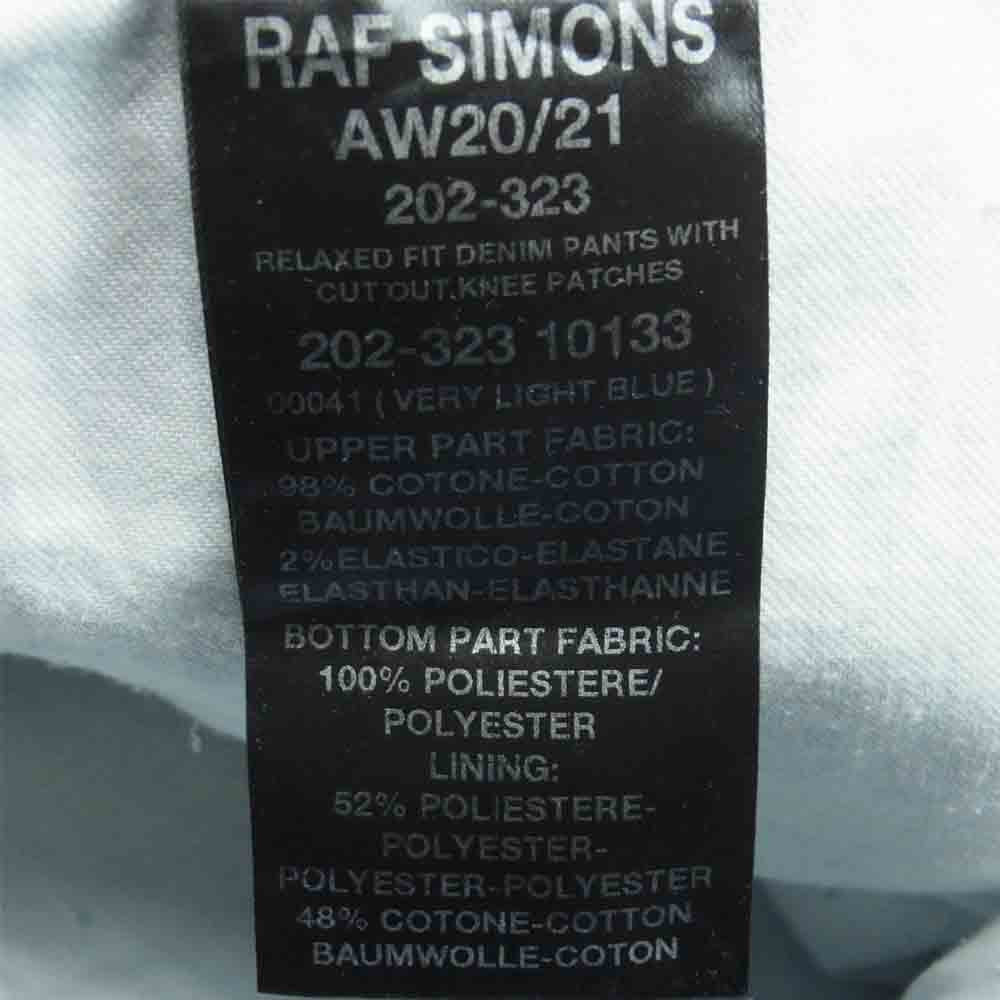 RAF SIMONS
AW20/21
202-323
RELAXED FIT DENIM PANTS WITH
CUT OUT KNEE PATCHES
202-323 10133
00041 ( VERY LIGHT BLUE )
UPPER PART FABRIC:
98% COTONE-COTTON
BAUMWOLLE-COTON
2%ELASTICO-ELASTANE
ELASTHAN-ELASTHANNE
BOTTOM PART FABRIC:
100% POLIESTERE/
POLYESTER
LINING:
52% POLIESTERE-
POLYESTER-
POLYESTER-POLYESTER
48% COTONE-COTTON
BAUMWOLLE-COTON